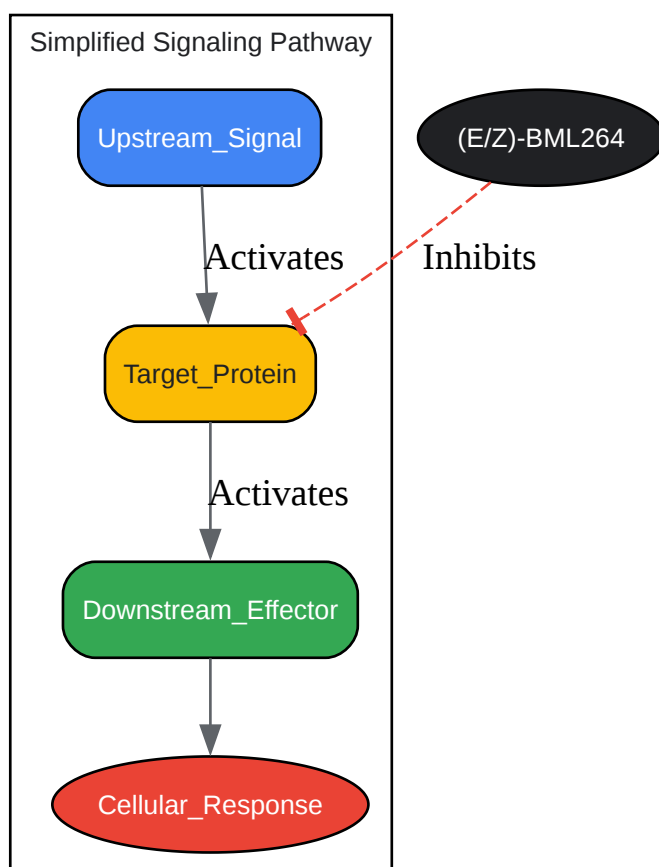 Simplified Signaling Pathway
Upstream_Signal
(E/Z)-BML264
Activates
Inhibits
Target_Protein
Activates
Downstream_Effector
Cellular_Response